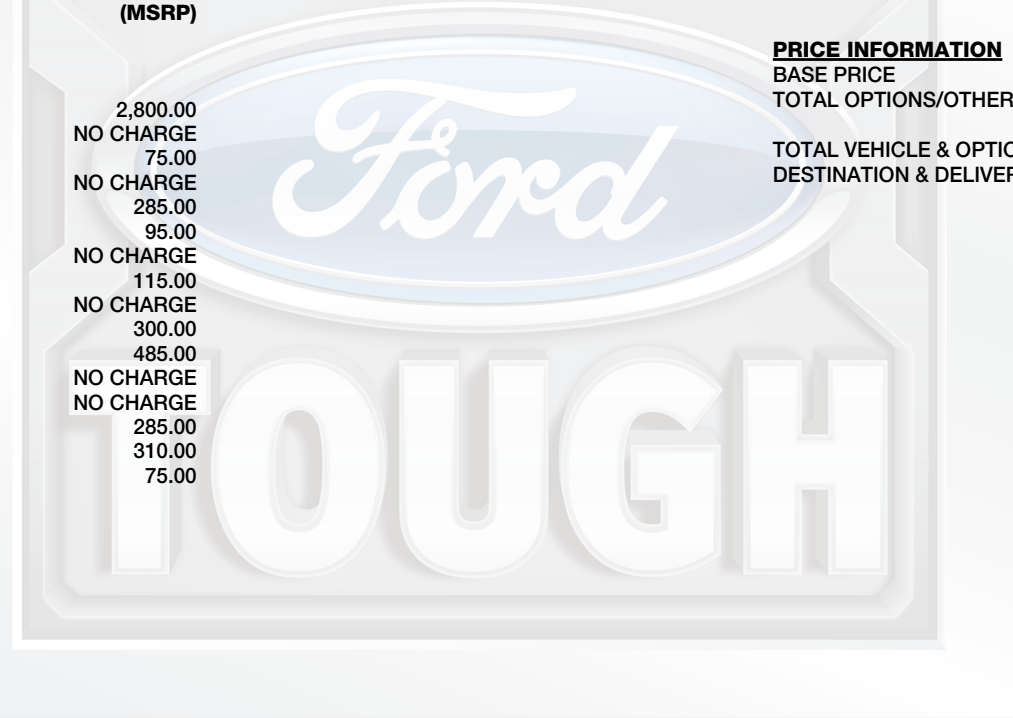 (MSRP)
2,800.00
NO CHARGE
75.00
NO CHARGE
285.00
95.00
NO CHARGE
115.00
NO CHARGE
300.00
485.00
NO CHARGE
NO CHARGE
285.00
310.00
75.00
PRICE INFORMATION
BASE PRICE
TOTAL OPTIONS/OTHER
TOTAL VEHICLE & OPTIO
DESTINATION & DELIVER
Ford
TOUGH